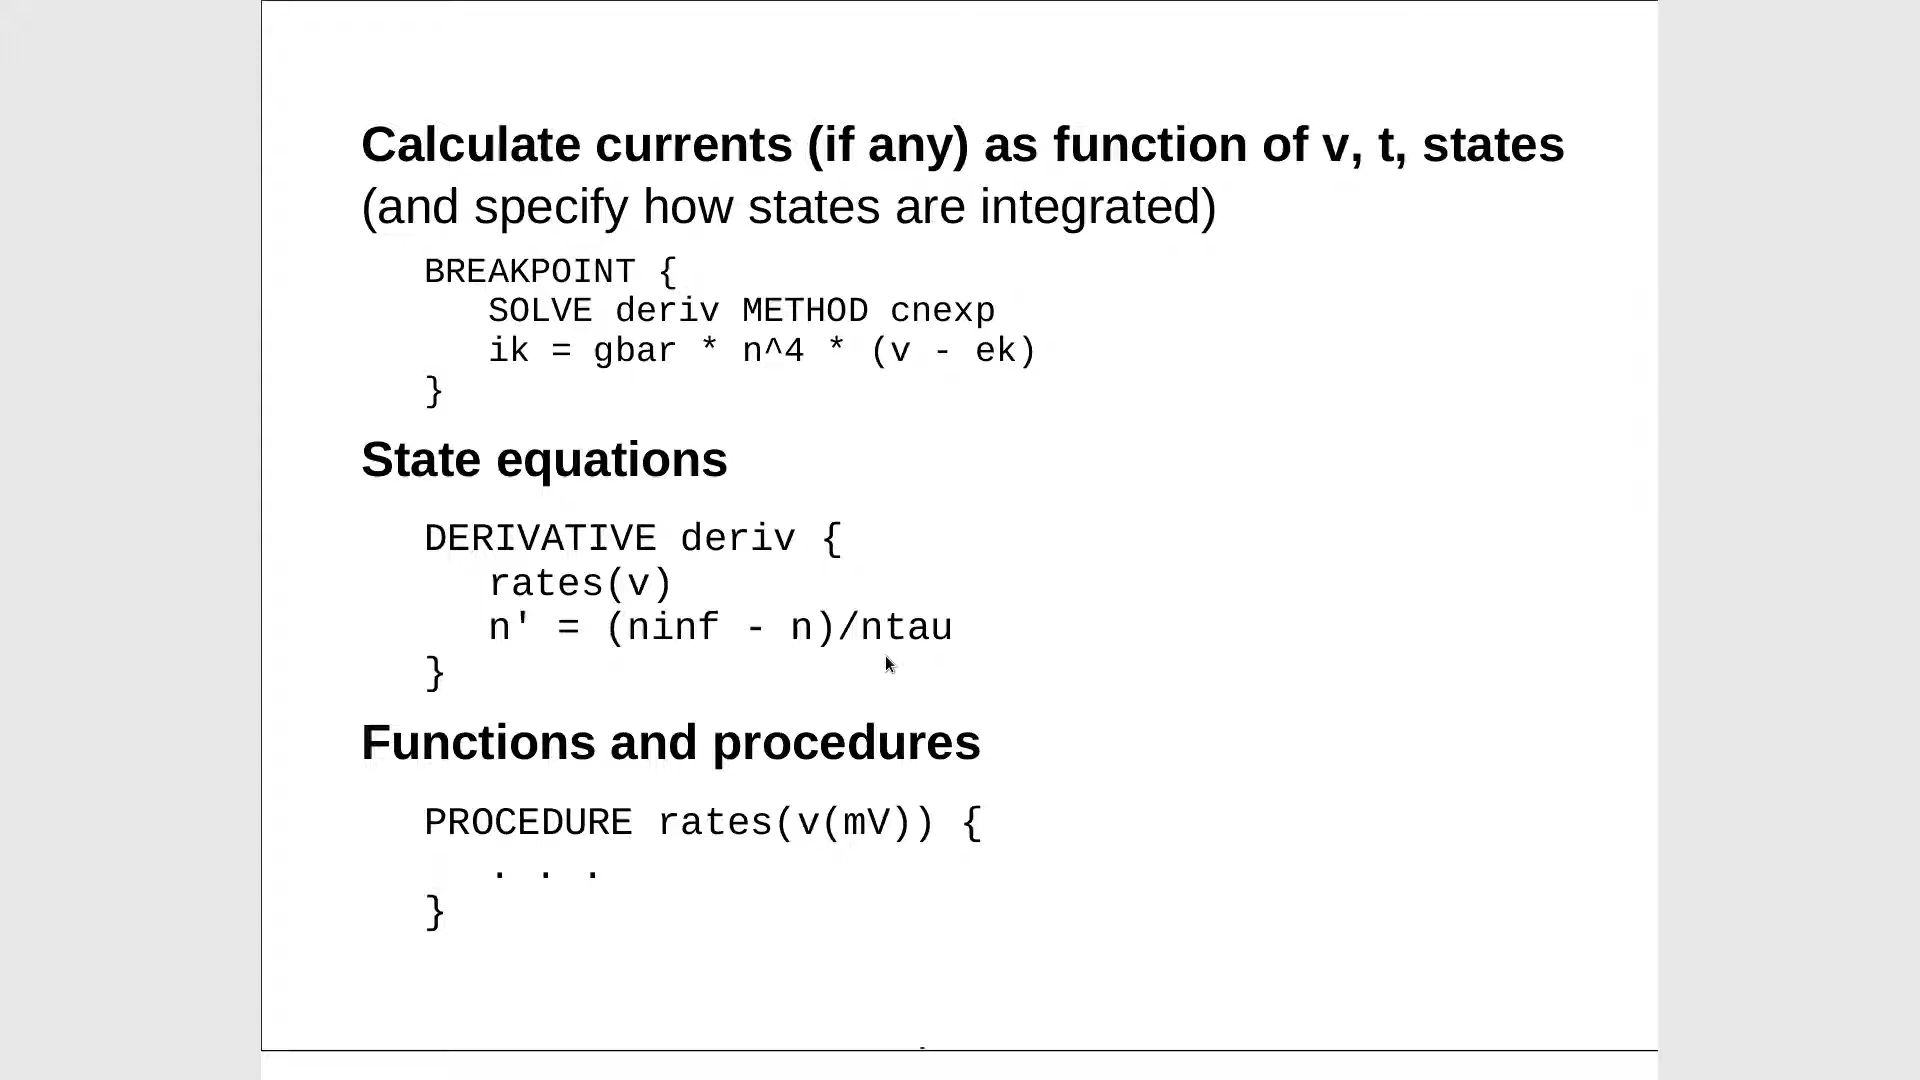 Calculate currents (if any) as function of v, t, states
(and specify how states are integrated)
BREAKPOINT {
SOLVE deriv METHOD cnexp
ik = gbar * n^4 * (v - ek)
}
State equations
DERIVATIVE deriv {
rates(v)
n' = (ninf - n)/ntau
}
Functions and procedures
PROCEDURE rates(v(mV)) {
. . .
}